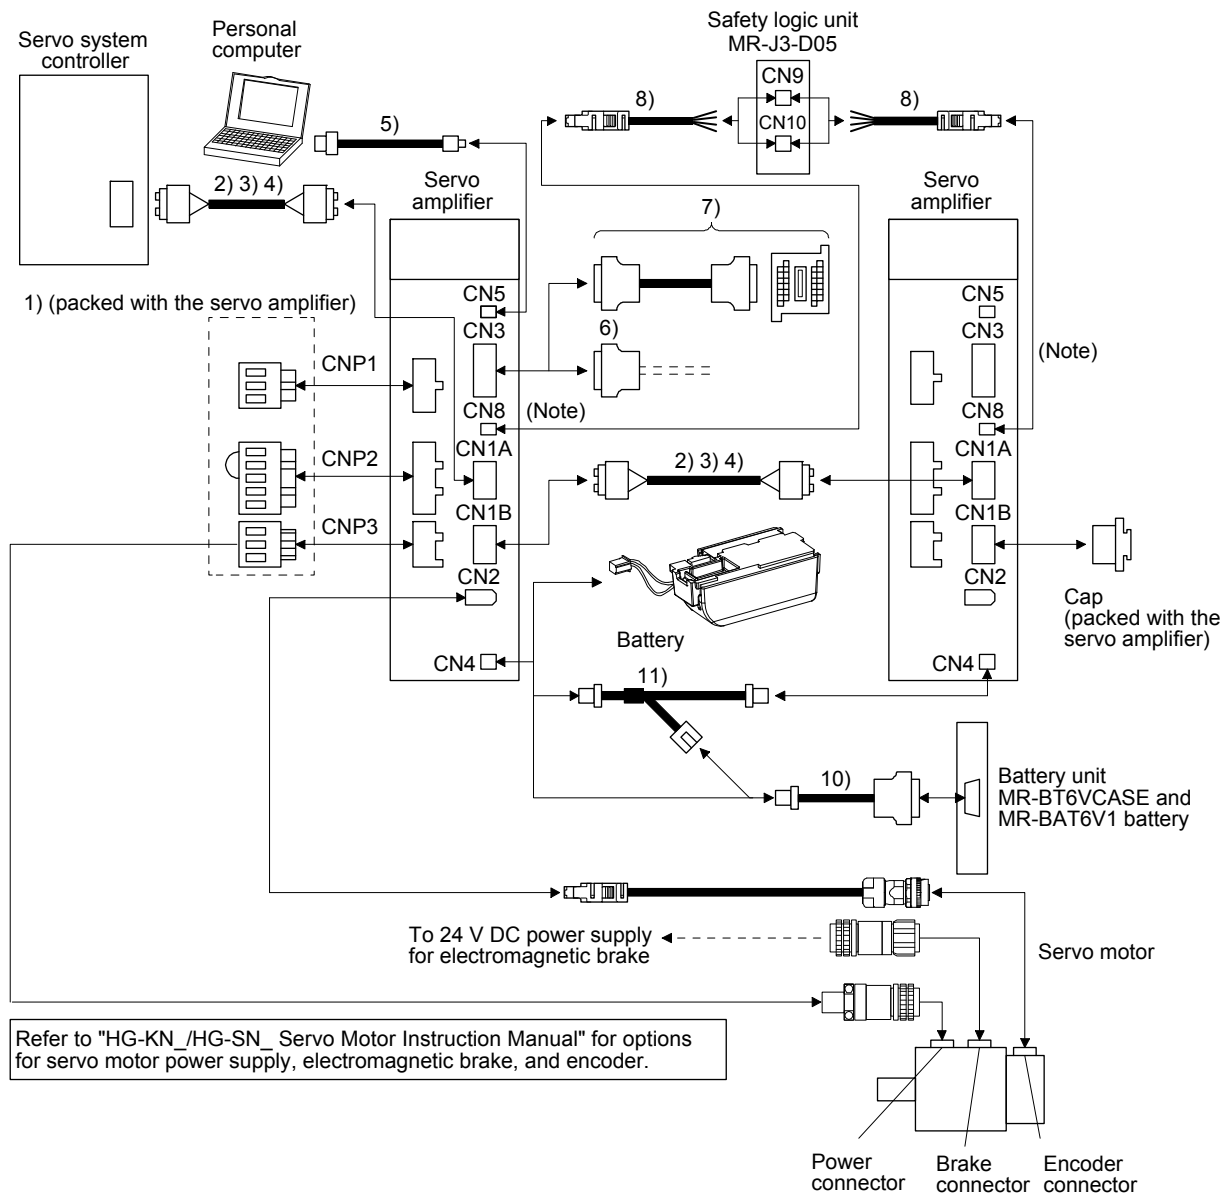 Servo system
controller
Personal
computer
Safety logic unit
MR-J3-D05
CN9
CN10
8)
8)
5)
2) 3) 4)
Servo
amplifier
Servo
amplifier
7)
1) (packed with the servo amplifier)
CN5
CN3
6)
CN5
CN3
(Note)
CNP1
CN8
(Note)
CN8
CN1A
CN1A
CNP2
2) 3) 4)
CN1B
CN1B
CNP3
CN2
CN2
Cap
(packed with the
servo amplifier)
Battery
CN4
CN4
11)
10)
Battery unit
MR-BT6VCASE and
MR-BAT6V1 battery
To 24 V DC power supply
for electromagnetic brake
Servo motor
Refer to "HG-KN_/HG-SN_ Servo Motor Instruction Manual" for options
for servo motor power supply, electromagnetic brake, and encoder.
Power
connector
Brake
connector
Encoder
connector